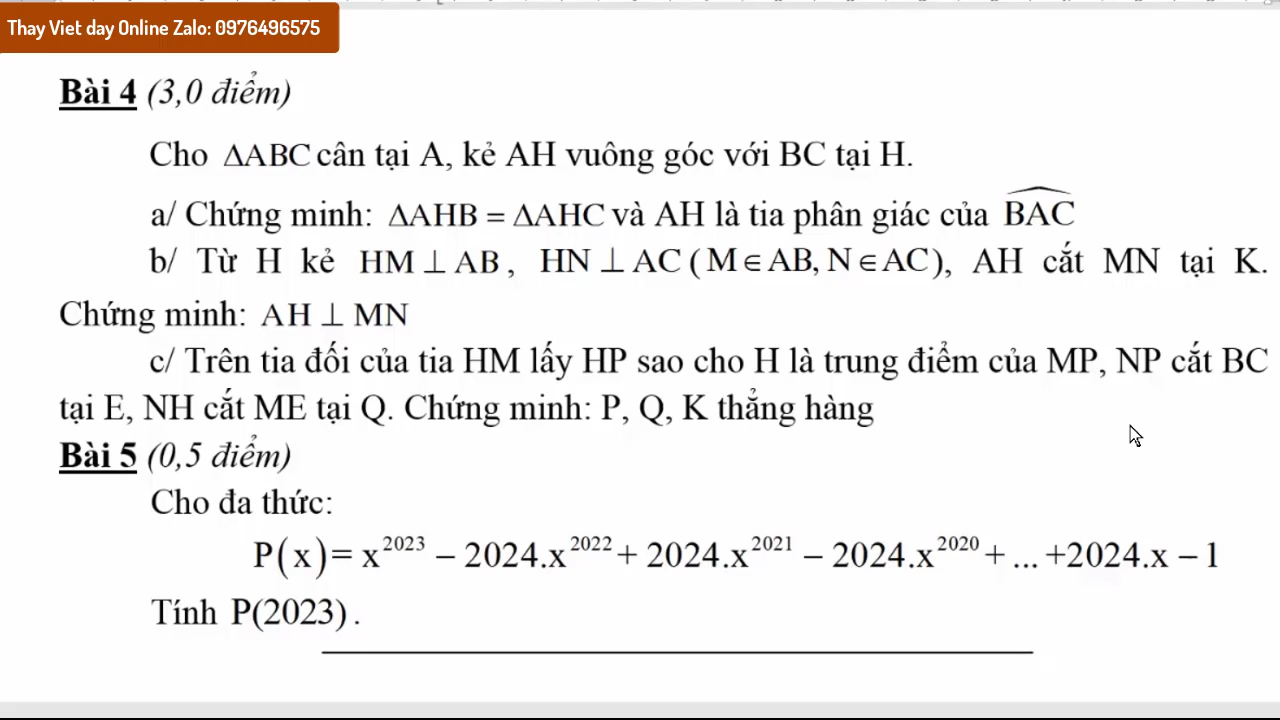 Thay Viet day Online Zalo: 0976496575
Bài 4 (3,0 điểm)
Cho ΔABC cân tại A, kẻ AH vuông góc với BC tại H.
a/ Chứng minh: ΔAHB = ΔAHC và AH là tia phân giác của \widehat{BAC}
b/ Từ H kẻ HM ⊥ AB, HN ⊥ AC ( M ∈ AB, N ∈ AC), AH cắt MN tại K.
Chứng minh: AH ⊥ MN
c/ Trên tia đối của tia HM lấy HP sao cho H là trung điểm của MP, NP cắt BC
tại E, NH cắt ME tại Q. Chứng minh: P, Q, K thẳng hàng
Bài 5 (0,5 điểm)
Cho đa thức:
P(x) = x^{2023} − 2024.x^{2022} + 2024.x^{2021} − 2024.x^{2020} + ... +2024.x − 1
Tính P(2023).